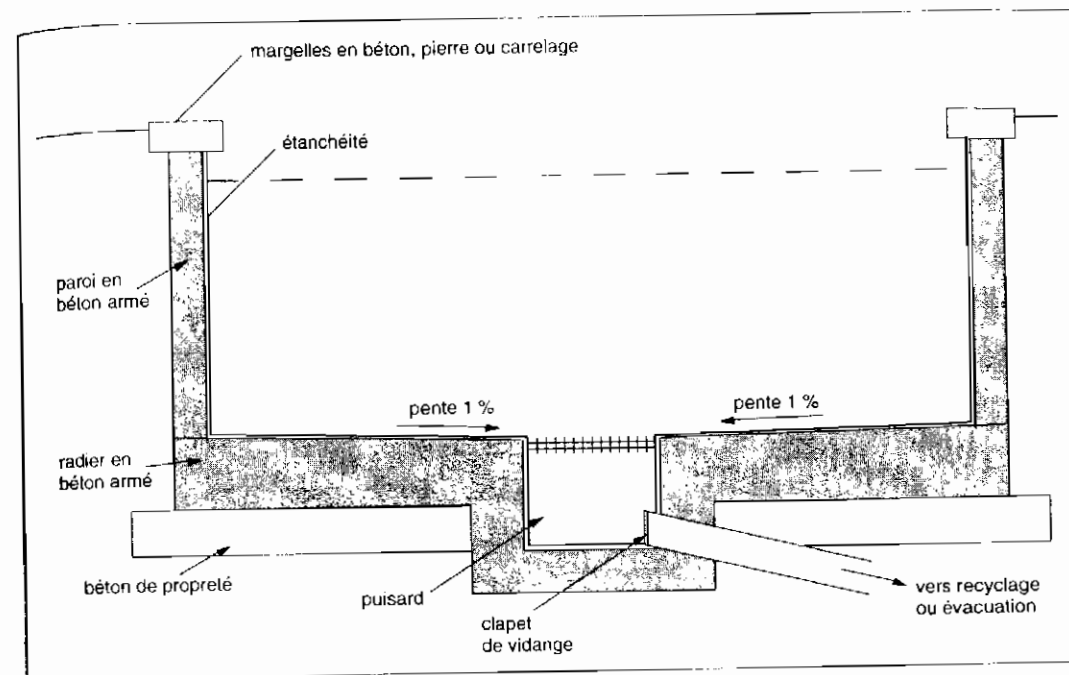 margelles en béton, pierre ou carrelage
étanchéité
paroi en
béton armé
pente 1 %
pente 1 %
radier en
béton armé
béton de propreté
puisard
clapet
de vidange
vers recyclage
ou évacuation